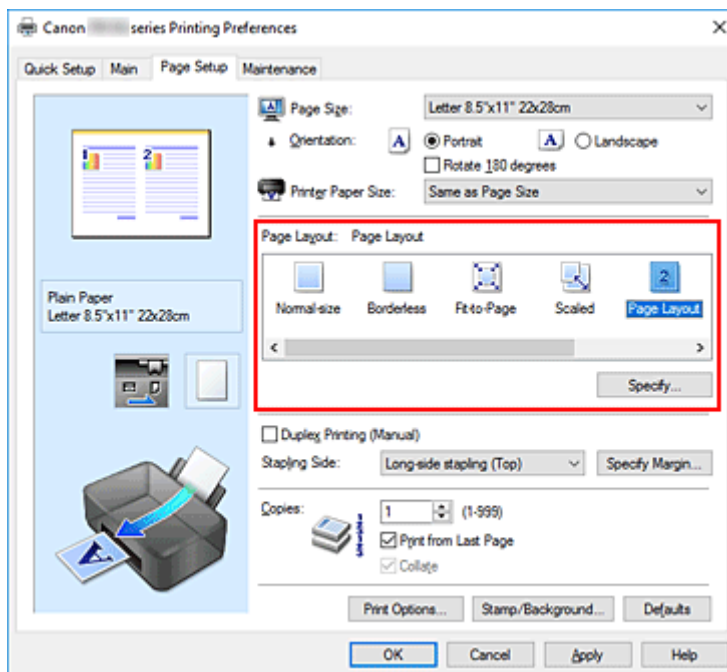 Canon series Printing Preferences
Quick Setup Main Page Setup Maintenance
1 2
Plain Paper
Letter 8.5"x11" 22x28cm
Page Size: Letter 8.5"x11" 22x28cm
Orientation: A Portrait A Landscape
Rotate 180 degrees
Printer Paper Size: Same as Page Size
Page Layout: Page Layout
2
Normal-size Borderless Fit-to-Page Scaled Page Layout
Specify...
Duplex Printing (Manual)
Stapling Side: Long-side stapling (Top) Specify Margin...
Copies: 1 (1-999)
Print from Last Page
Collate
A
Print Options... Stamp/Background... Defaults
OK Cancel Apply Help